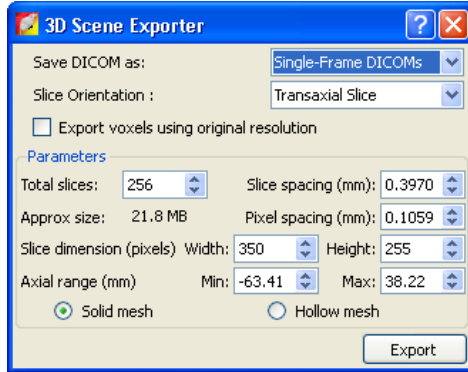 3D Scene Exporter
Save DICOM as: Single-Frame DICOMs
Slice Orientation : Transaxial Slice
Export voxels using original resolution
Parameters
Total slices: 256 Slice spacing (mm): 0.3970
Approx size: 21.8 MB Pixel spacing (mm): 0.1059
Slice dimension (pixels) Width: 350 Height: 255
Axial range (mm) Min: -63.41 Max: 38.22
Solid mesh Hollow mesh
Export